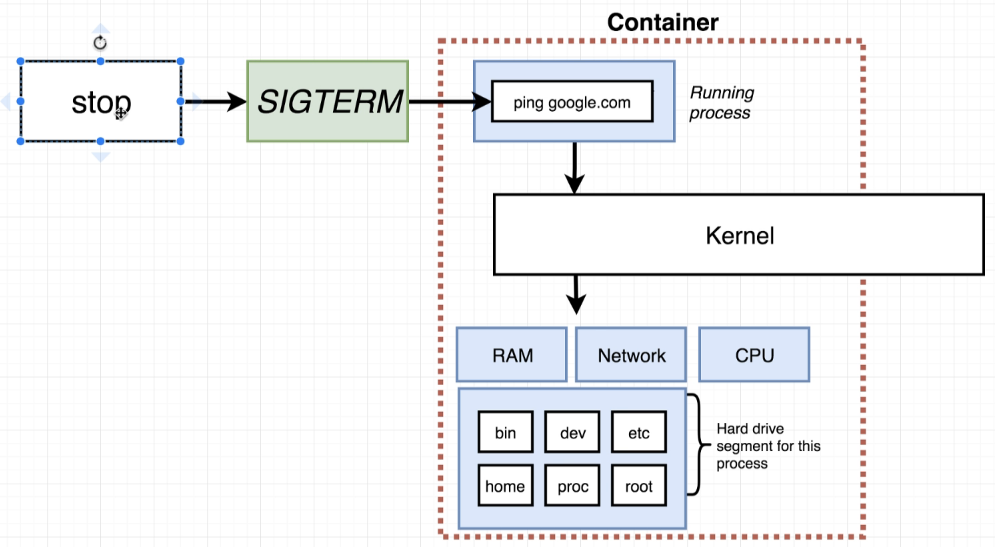 Container
stop
SIGTERM
ping google.com
Running
process
Kernel
RAM
Network
CPU
bin
dev
etc
home
proc
root
Hard drive
segment for this
process